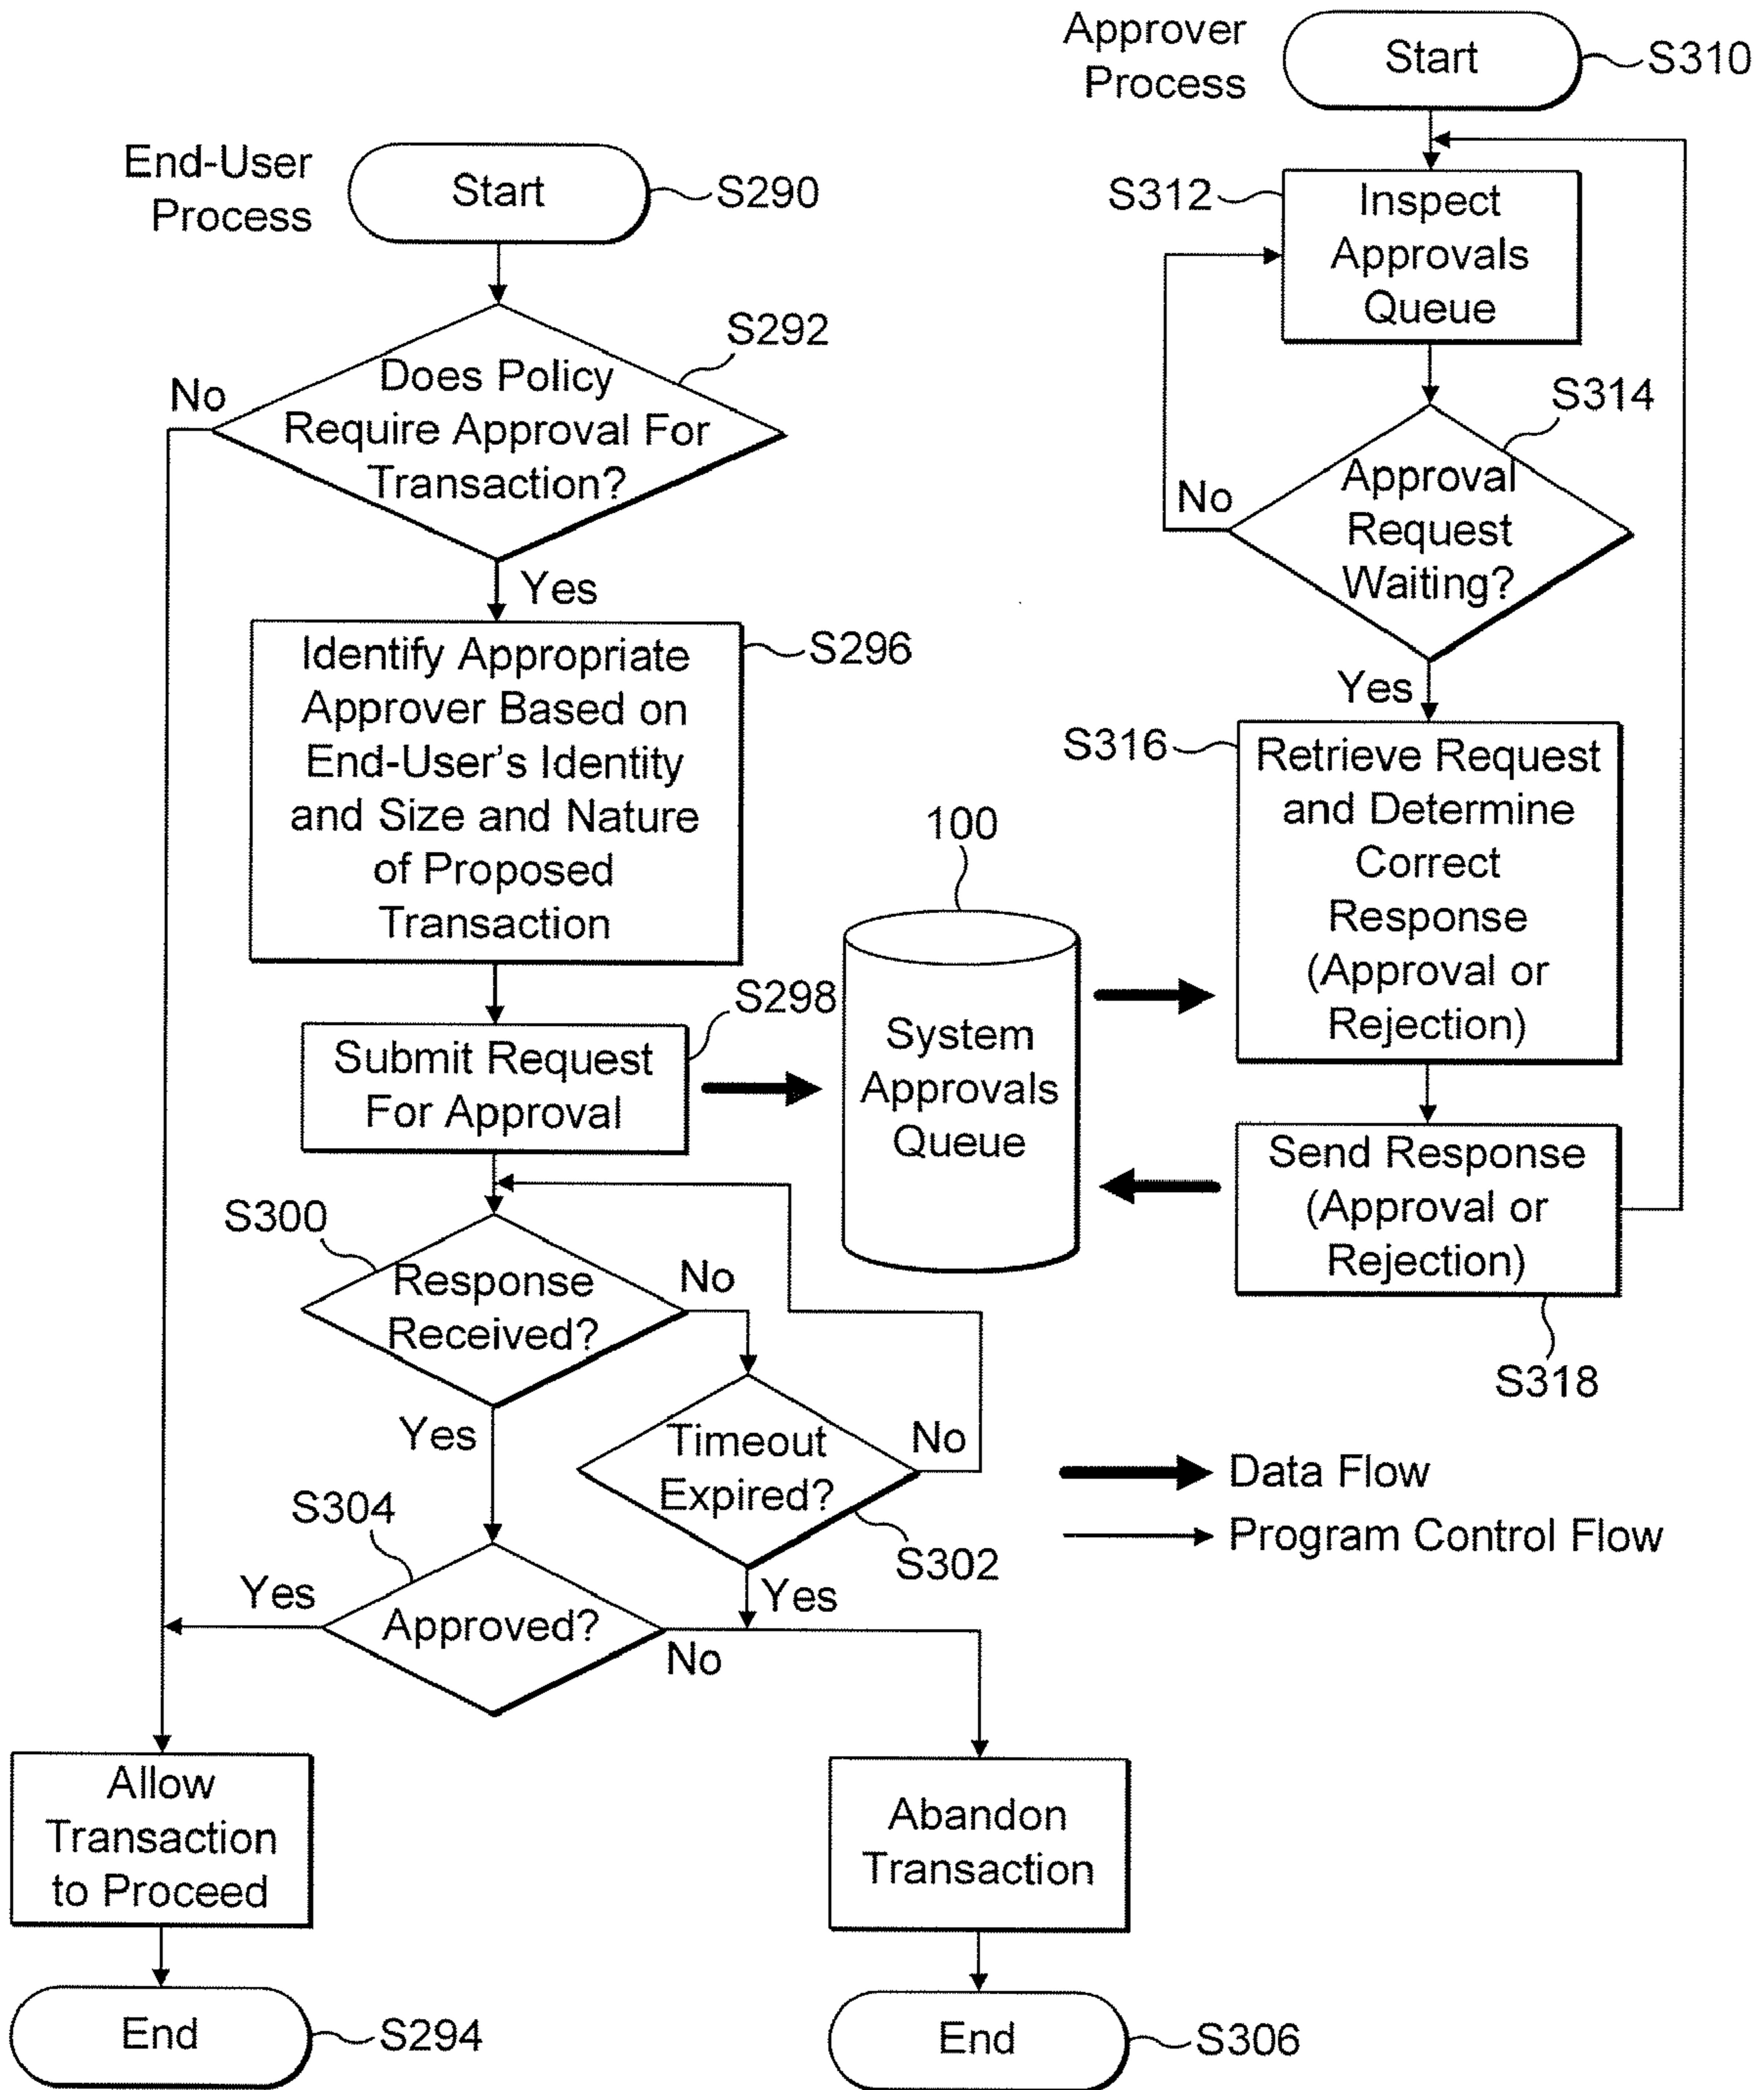 Approver
Process
Start
S310
End-User
Process
Start
S290
S312
Inspect
Approvals
Queue
S292
No
Does Policy
Require Approval For
Transaction?
Yes
S314
No
Approval
Request
Waiting?
Yes
S296
Identify Appropriate
Approver Based on
End-User's Identity
and Size and Nature
of Proposed
Transaction
S316
Retrieve Request
and Determine
Correct
Response
(Approval or
Rejection)
100
System
Approvals
Queue
S298
Submit Request
For Approval
Send Response
(Approval or
Rejection)
S318
S300
Response
Received?
No
Yes
Timeout
Expired?
No
S302
Yes
Data Flow
Program Control Flow
S304
Yes
Approved?
No
Allow
Transaction
to Proceed
Abandon
Transaction
End
S294
End
S306